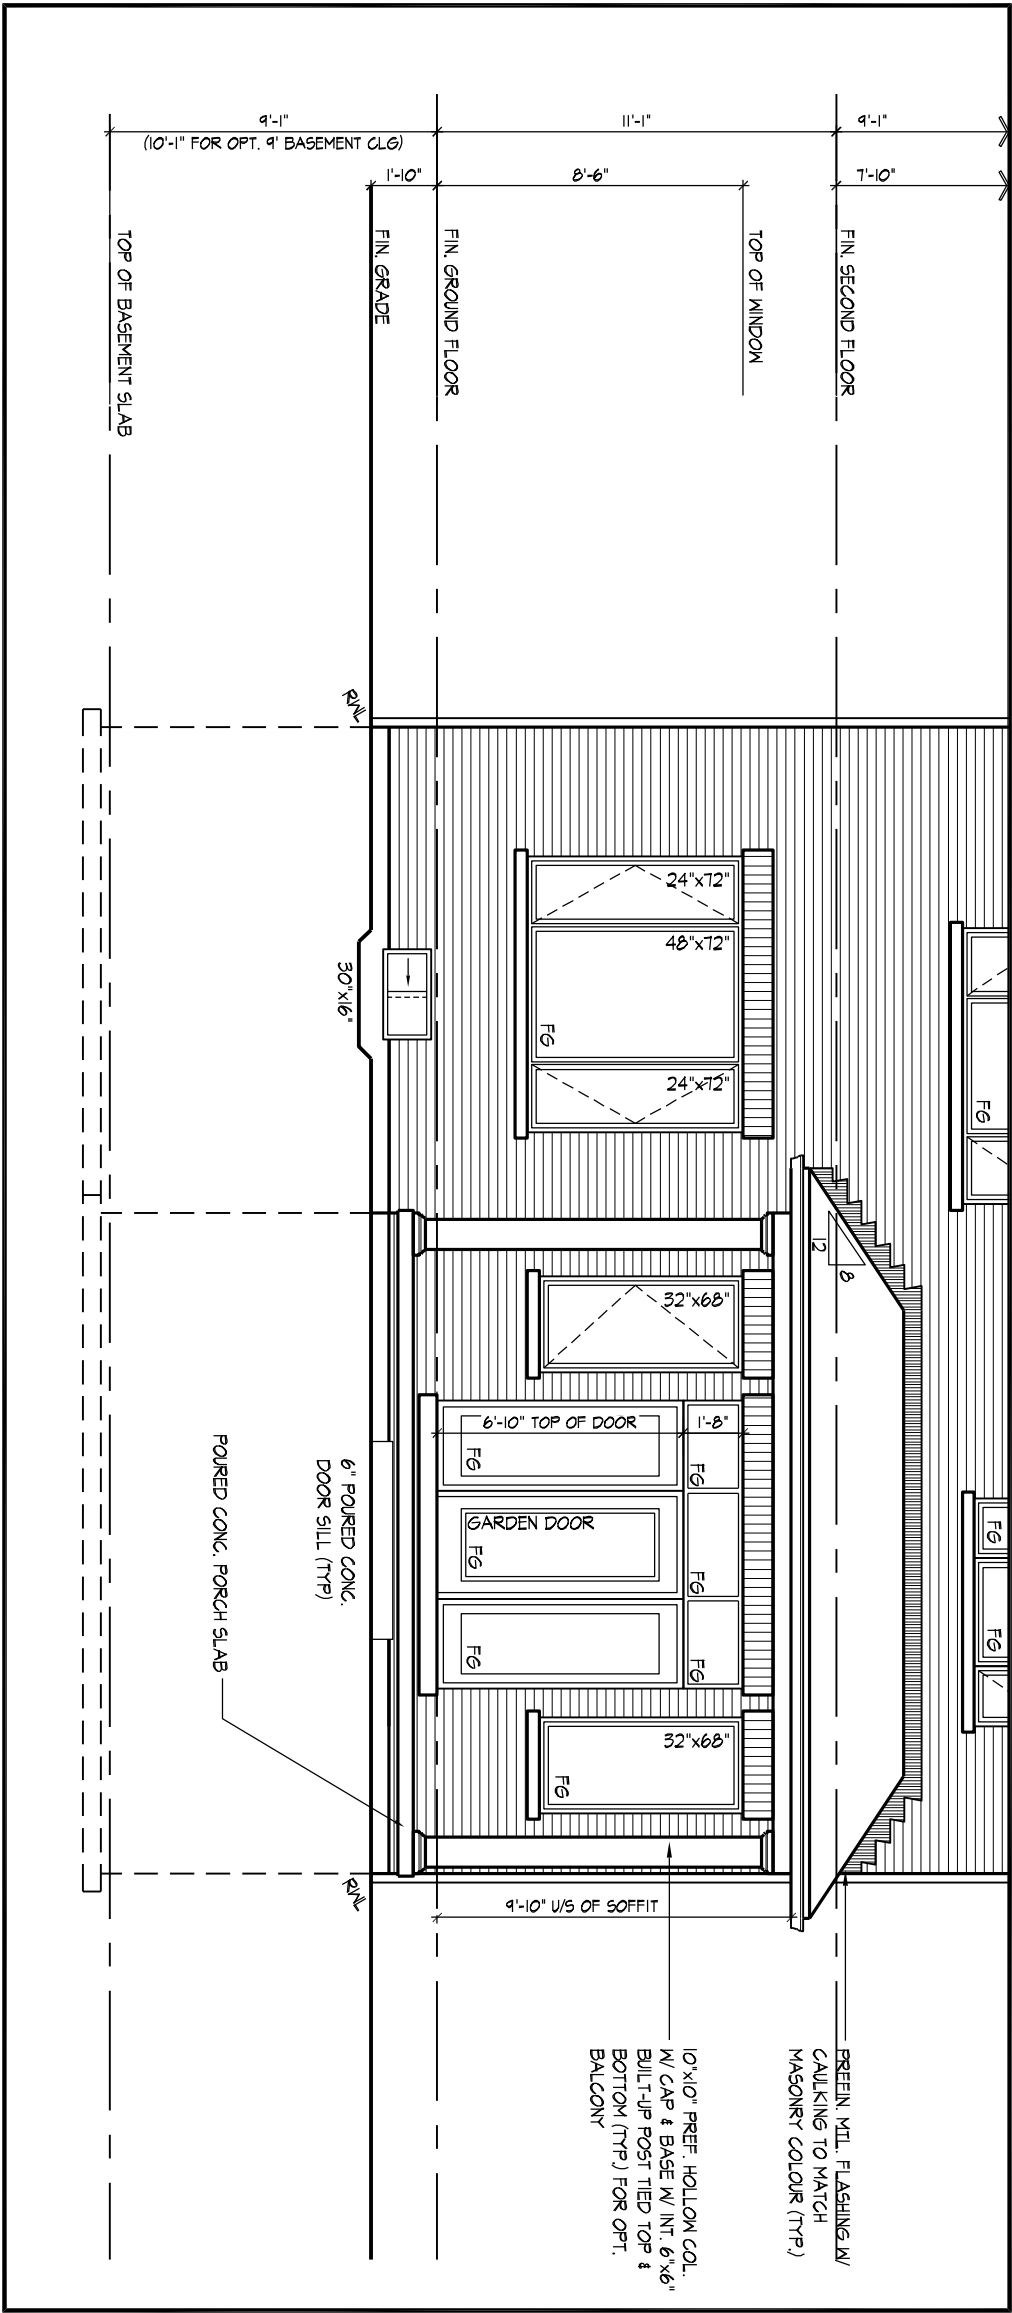 9'-1"
7'-10"
FIN. SECOND FLOOR
11'-1"
TOP OF WINDOW
8'-6"
FIN. GROUND FLOOR
1'-10"
FIN. GRADE
9'-1"
(10'-1" FOR OPT. 9' BASEMENT CLG)
TOP OF BASEMENT SLAB
RWL
24"x72"
48"x72"
24"x72"
FG
30"x16"
FG
12
8
32"x68"
6'-10" TOP OF DOOR
1'-8"
FG
FG
FG
FG
GARDEN DOOR
FG
FG
32"x68"
FG
FG
FG
6" POURED CONC.
DOOR SILL (TYP)
POURED CONC. PORCH SLAB
RWL
9'-10" U/S OF SOFFIT
PREFIN. MTL. FLASHING W/
CAULKING TO MATCH
MASONRY COLOUR (TYP.)
10"x10" PREF. HOLLOW COL.
W/ CAP & BASE W/ INT. 6"x6"
BUILT-UP POST TIED TOP &
BOTTOM (TYP.) FOR OPT.
BALCONY